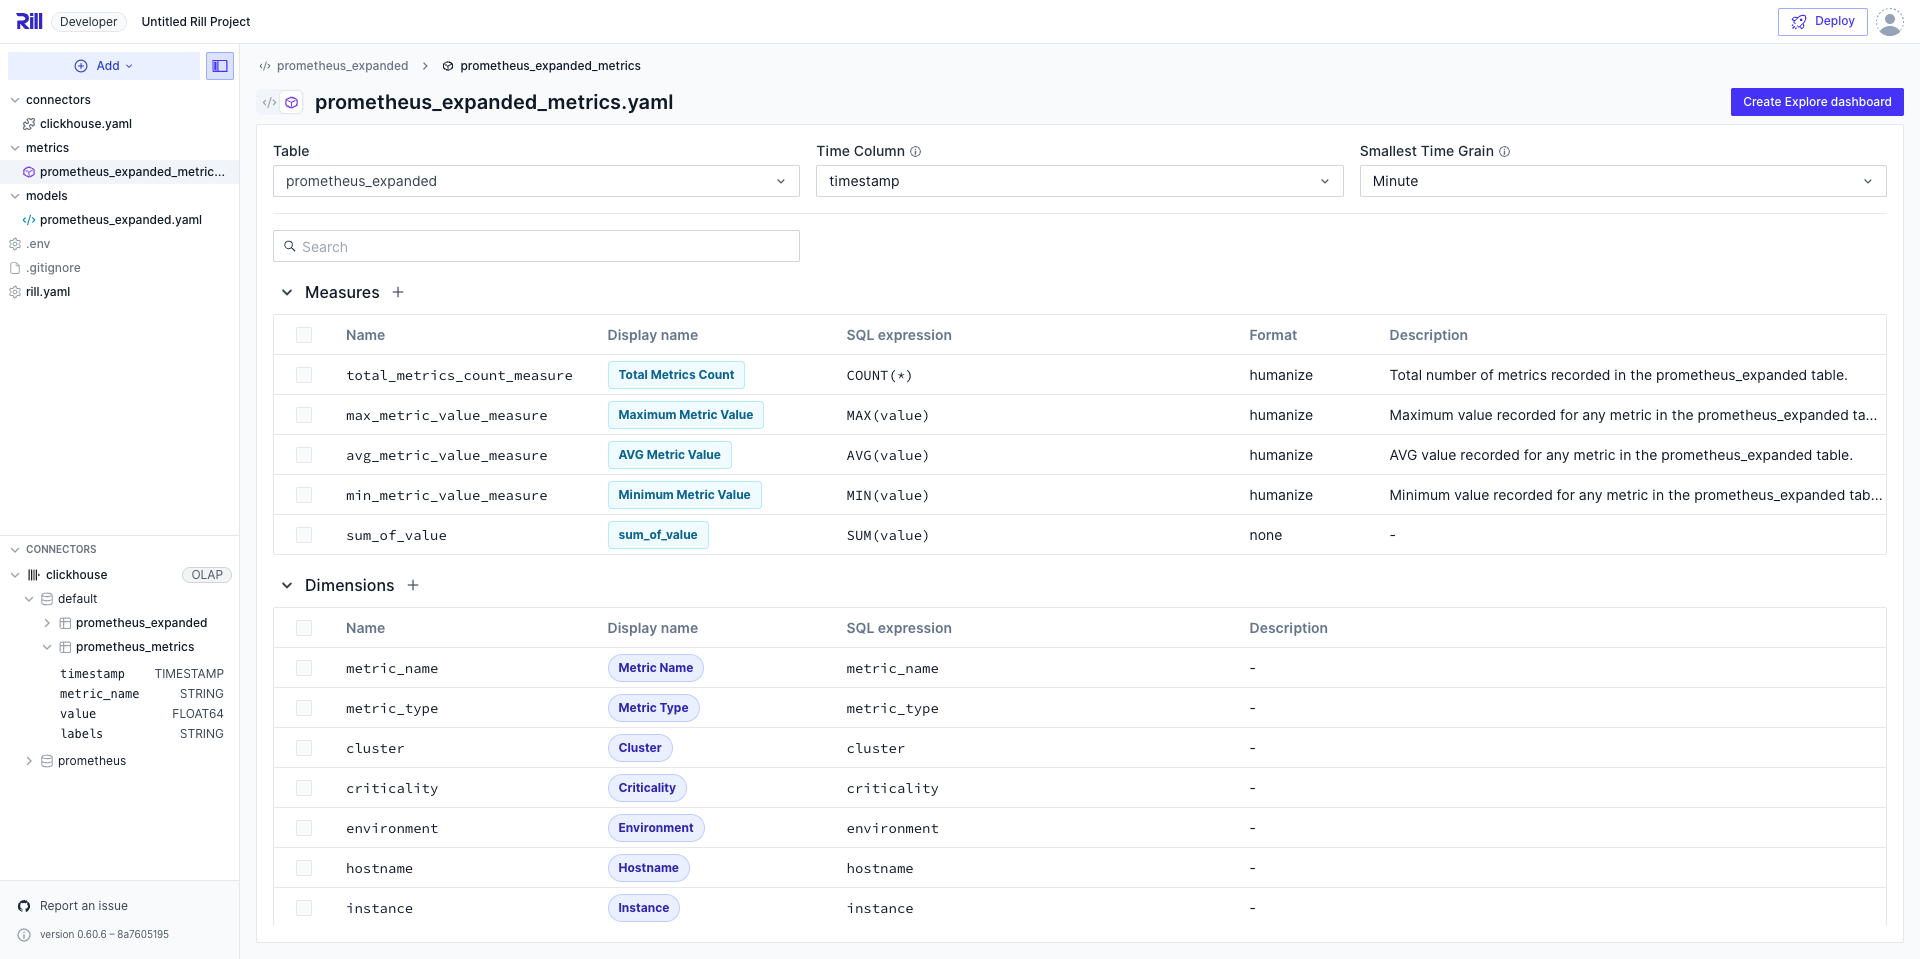 Rill Developer Untitled Rill Project Deploy
Add
connectors
clickhouse.yaml
metrics
prometheus_expanded_metric...
models
prometheus_expanded.yaml
.env
.gitignore
rill.yaml
CONNECTORS
clickhouse OLAP
default
prometheus_expanded
prometheus_metrics
timestamp TIMESTAMP
metric_name STRING
value FLOAT64
labels STRING
prometheus
Report an issue
version 0.60.6 – 8a7605195
prometheus_expanded > prometheus_expanded_metrics
prometheus_expanded_metrics.yaml
Create Explore dashboard
Table Time Column Smallest Time Grain
prometheus_expanded timestamp Minute
Search
Measures +
Name Display name SQL expression Format Description
total_metrics_count_measure Total Metrics Count COUNT(*) humanize Total number of metrics recorded in the prometheus_expanded table.
max_metric_value_measure Maximum Metric Value MAX(value) humanize Maximum value recorded for any metric in the prometheus_expanded ta...
avg_metric_value_measure AVG Metric Value AVG(value) humanize AVG value recorded for any metric in the prometheus_expanded table.
min_metric_value_measure Minimum Metric Value MIN(value) humanize Minimum value recorded for any metric in the prometheus_expanded tab...
sum_of_value sum_of_value SUM(value) none -
Dimensions +
Name Display name SQL expression Description
metric_name Metric Name metric_name -
metric_type Metric Type metric_type -
cluster Cluster cluster -
criticality Criticality criticality -
environment Environment environment -
hostname Hostname hostname -
instance Instance instance -